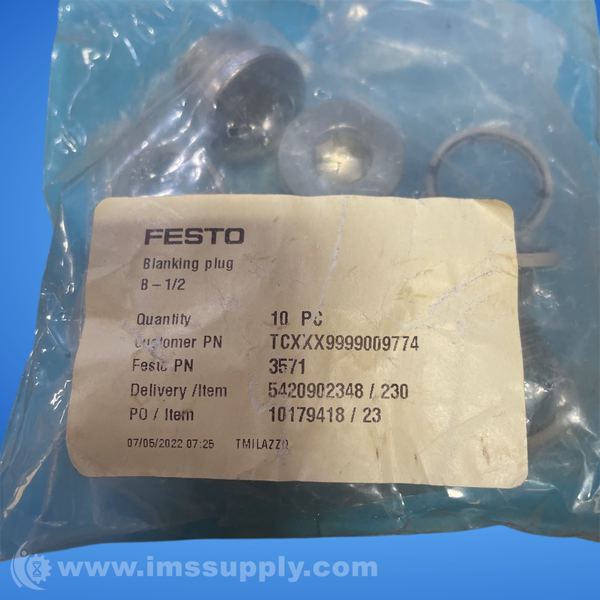 FESTO
Blanking plug
B-1/2
Quantity 10 PC
Customer PN TCXXX9999009774
Festo PN 3571
Delivery /Item 5420902348 / 230
PO / Item 10179418 / 23
07/05/2022 07:25 TMILAZZO
www.imssupply.com